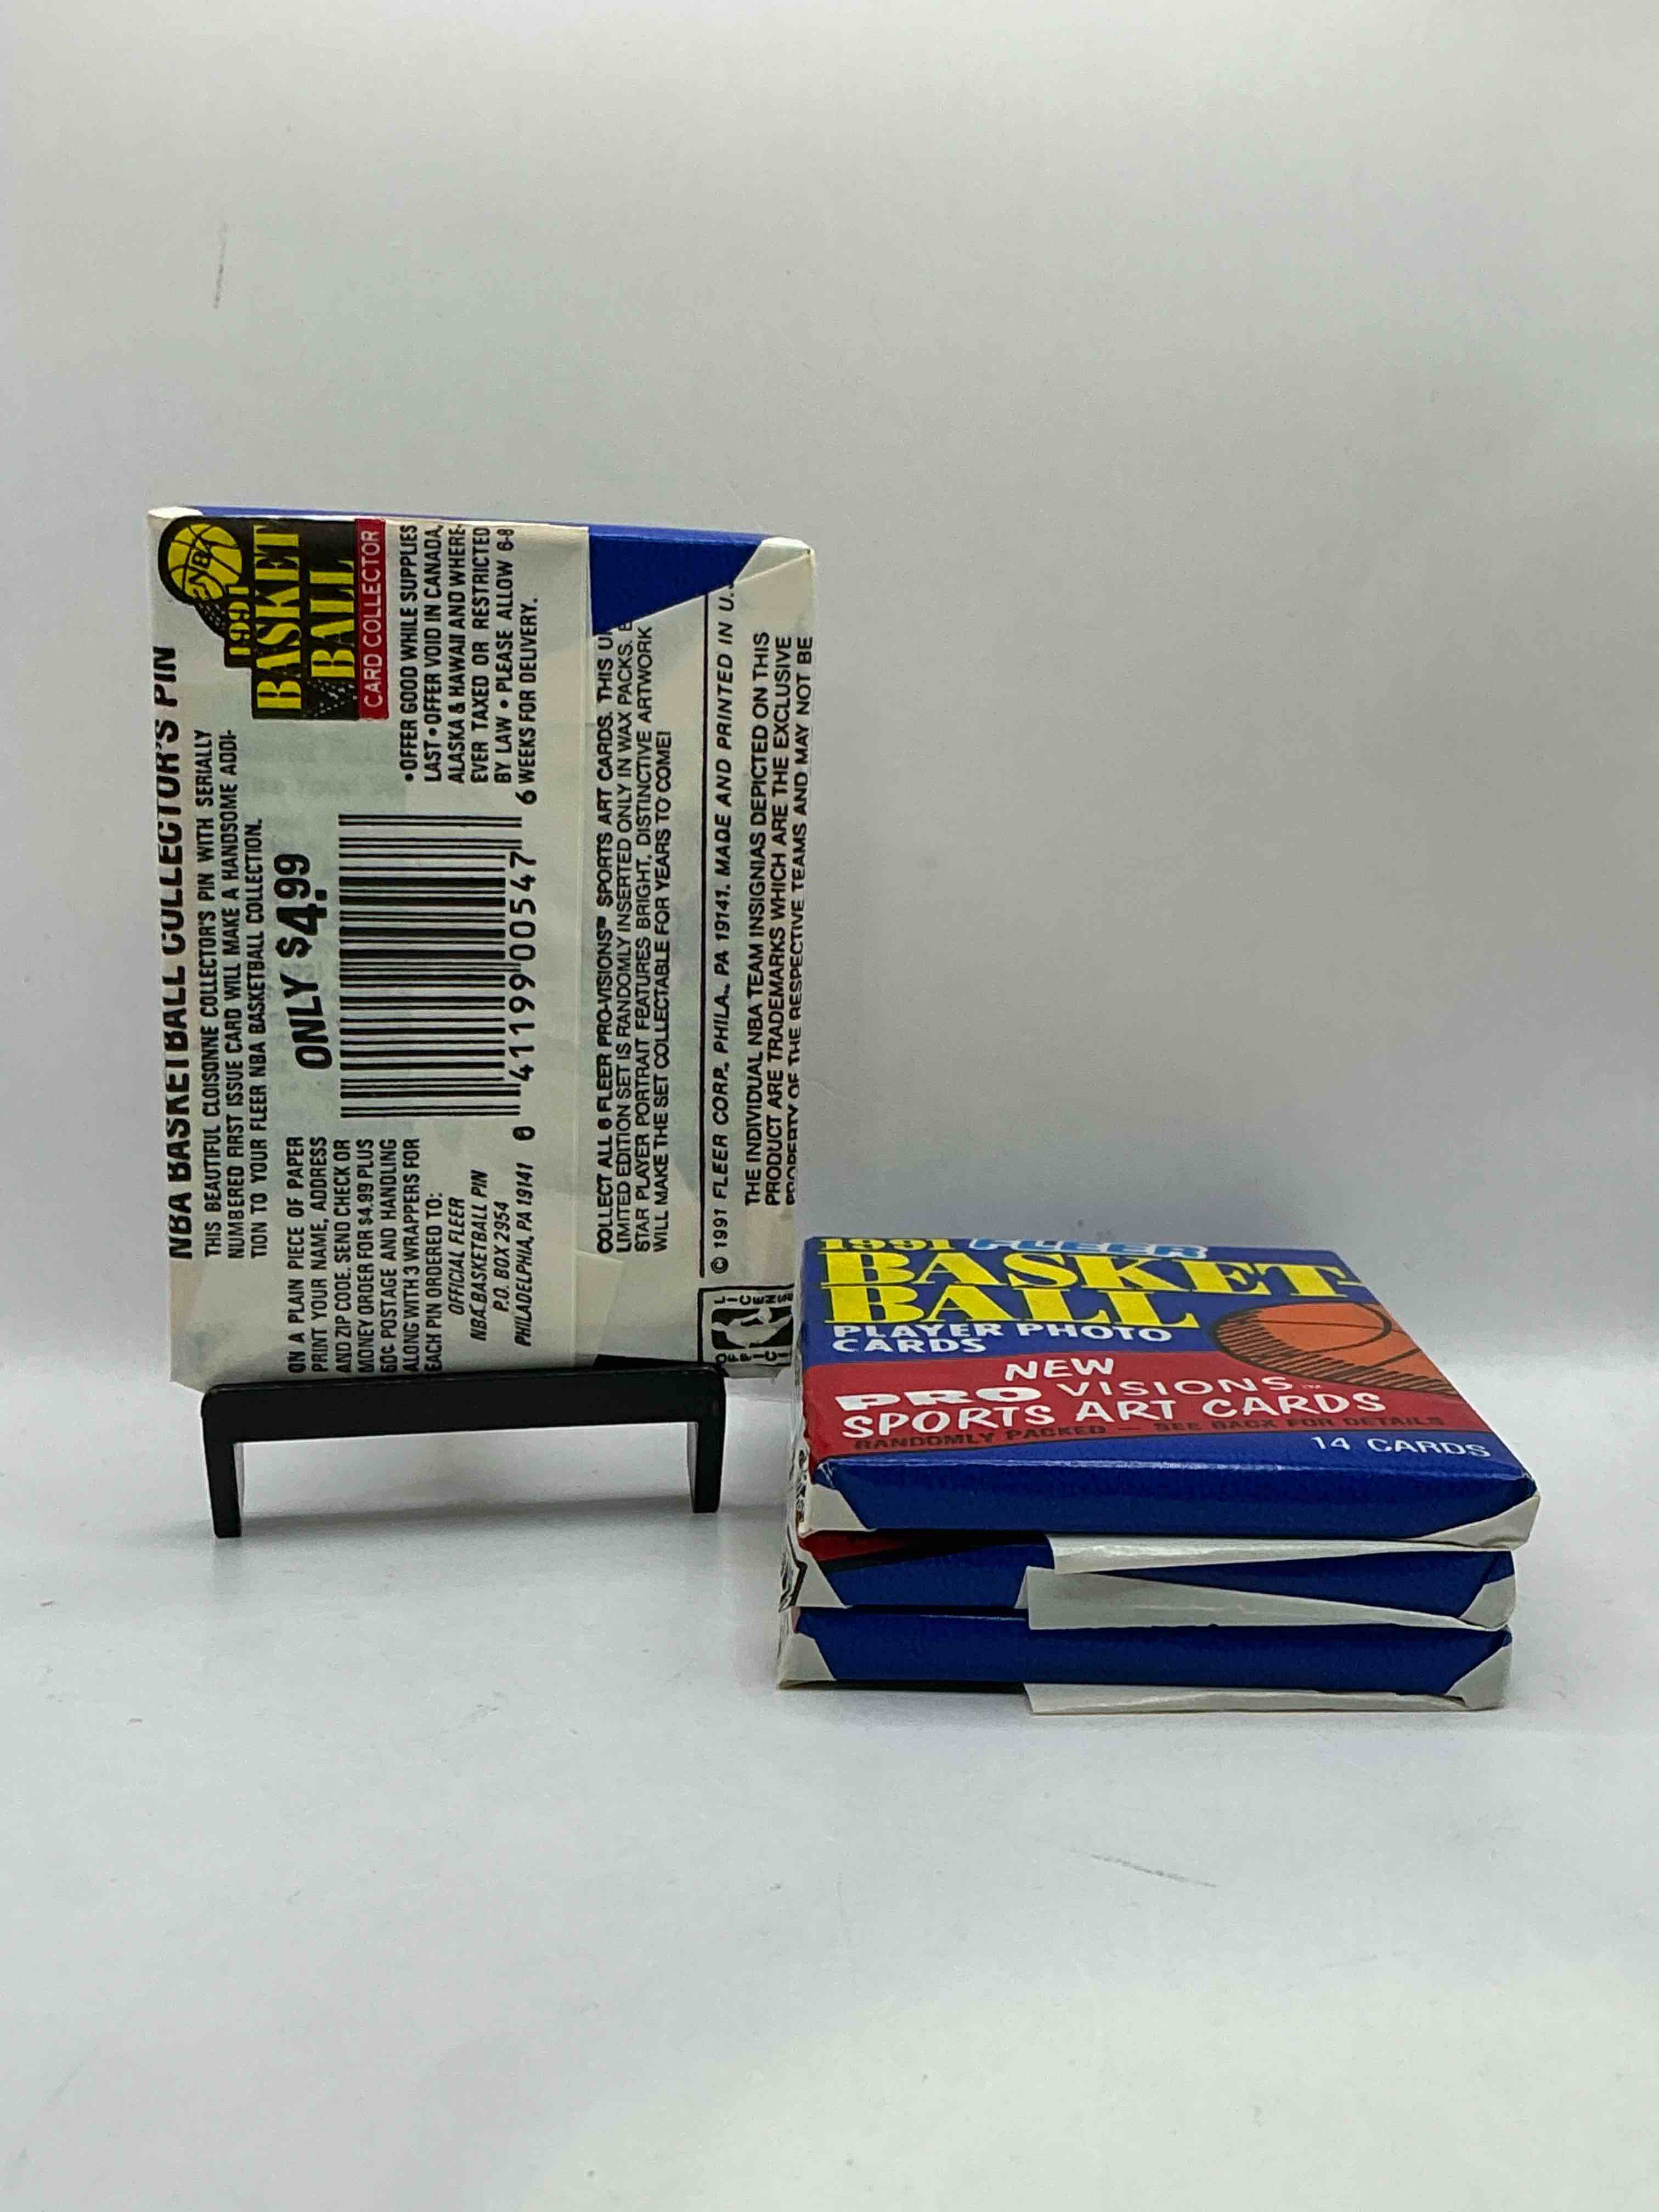 NBA BASKETBALL COLLECTOR'S PIN
THIS BEAUTIFUL CLOISONNE COLLECTOR'S PIN WITH SERIALLY
NUMBERED FIRST ISSUE CARD WILL MAKE A HANDSOME ADDI-
TION TO YOUR FLEER NBA BASKETBALL COLLECTION.
ONLY $4.99
NBA
1991
BASKET
BALL
CARD COLLECTOR
ON A PLAIN PIECE OF PAPER
PRINT YOUR NAME, ADDRESS
AND ZIP CODE. SEND CHECK OR
MONEY ORDER FOR $4.99 PLUS
60¢ POSTAGE AND HANDLING
ALONG WITH 3 WRAPPERS FOR
EACH PIN ORDERED TO:
OFFICIAL FLEER
NBA BASKETBALL PIN
P.O. BOX 2954
PHILADELPHIA, PA 19141
0 41199 00547 6
• OFFER GOOD WHILE SUPPLIES
LAST • OFFER VOID IN CANADA,
ALASKA & HAWAII AND WHERE-
EVER TAXED OR RESTRICTED
BY LAW • PLEASE ALLOW 6-8
WEEKS FOR DELIVERY.
COLLECT ALL 6 FLEER PRO-VISIONS™ SPORTS ART CARDS. THIS
LIMITED EDITION SET IS RANDOMLY INSERTED ONLY IN WAX PACKS.
STAR PLAYER PORTRAIT FEATURES BRIGHT, DISTINCTIVE ARTWORK
WILL MAKE THE SET COLLECTABLE FOR YEARS TO COME!
© 1991 FLEER CORP., PHILA., PA 19141. MADE AND PRINTED IN U.
THE INDIVIDUAL NBA TEAM INSIGNIAS DEPICTED ON THIS
PRODUCT ARE TRADEMARKS WHICH ARE THE EXCLUSIVE
PROPERTY OF THE RESPECTIVE TEAMS AND MAY NOT BE
1991 FLEER
BASKET-
BALL
PLAYER PHOTO
CARDS
NEW
PRO VISIONS™
SPORTS ART CARDS
RANDOMLY PACKED — SEE BACK FOR DETAILS
14 CARDS